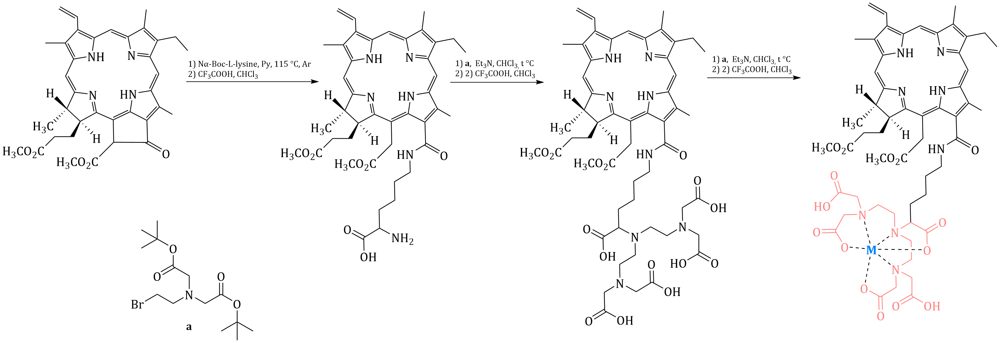 NH
N
N
HN
H
H
H₃C
H₃CO₂C
H₃CO₂C
O
1) Nα-Boc-L-lysine, Py, 115 °C, Ar
2) CF₃COOH, CHCl₃
NH
N
N
HN
H
H
H₃C
H₃CO₂C
H₃CO₂C
HN
O
O
NH₂
OH
1) a, Et₃N, CHCl₃, t °C
2) 2) CF₃COOH, CHCl₃
NH
N
N
HN
H
H
H₃C
H₃CO₂C
H₃CO₂C
HN
O
O
OH
O
OH
N
N
HO
O
O
N
OH
O
OH
1) a, Et₃N, CHCl₃, t °C
2) 2) CF₃COOH, CHCl₃
NH
N
N
HN
H
H
H₃C
H₃CO₂C
H₃CO₂C
HN
O
O
HO
N
O
O
N
O
M
O
N
O
O
O
OH
O
O
O
N
Br
O
a